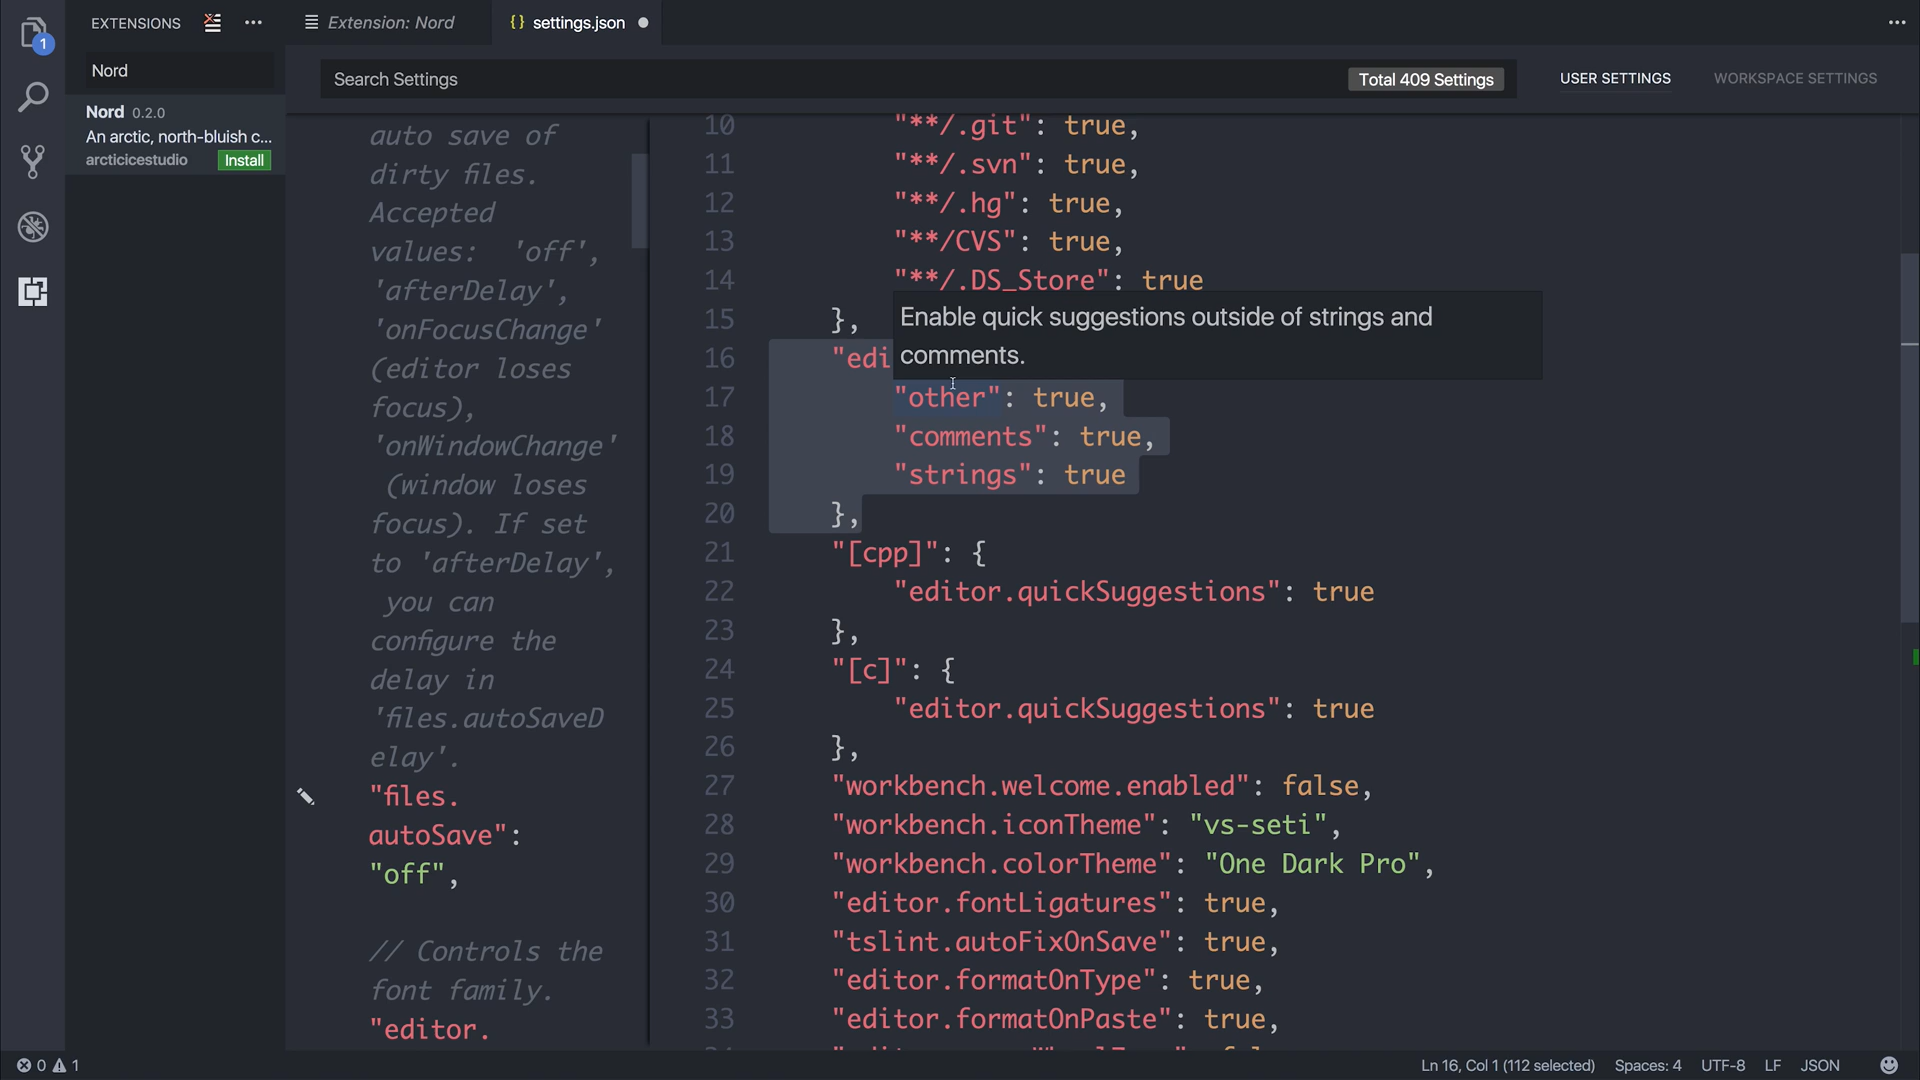 EXTENSIONS
Extension: Nord
{} settings.json
1
Nord
Search Settings
Total 409 Settings
USER SETTINGS
WORKSPACE SETTINGS
Nord 0.2.0
An arctic, north-bluish c...
arcticicestudio
Install
auto save of
dirty files.
Accepted
values:  'off',
'afterDelay',
'onFocusChange'
(editor loses
focus),
'onWindowChange'
(window loses
focus). If set
to 'afterDelay',
you can
configure the
delay in
'files.autoSaveD
elay'.
"files.
autoSave":
"off",
// Controls the
font family.
"editor.
10 "**/.git": true,
11 "**/.svn": true,
12 "**/.hg": true,
13 "**/CVS": true,
14 "**/.DS_Store": true
15 },
Enable quick suggestions outside of strings and
comments.
16 "edi
17 "other": true,
18 "comments": true,
19 "strings": true
20 },
21 "[cpp]": {
22 "editor.quickSuggestions": true
23 },
24 "[c]": {
25 "editor.quickSuggestions": true
26 },
27 "workbench.welcome.enabled": false,
28 "workbench.iconTheme": "vs-seti",
29 "workbench.colorTheme": "One Dark Pro",
30 "editor.fontLigatures": true,
31 "tslint.autoFixOnSave": true,
32 "editor.formatOnType": true,
33 "editor.formatOnPaste": true,
0 1
Ln 16, Col 1 (112 selected)
Spaces: 4
UTF-8
LF
JSON